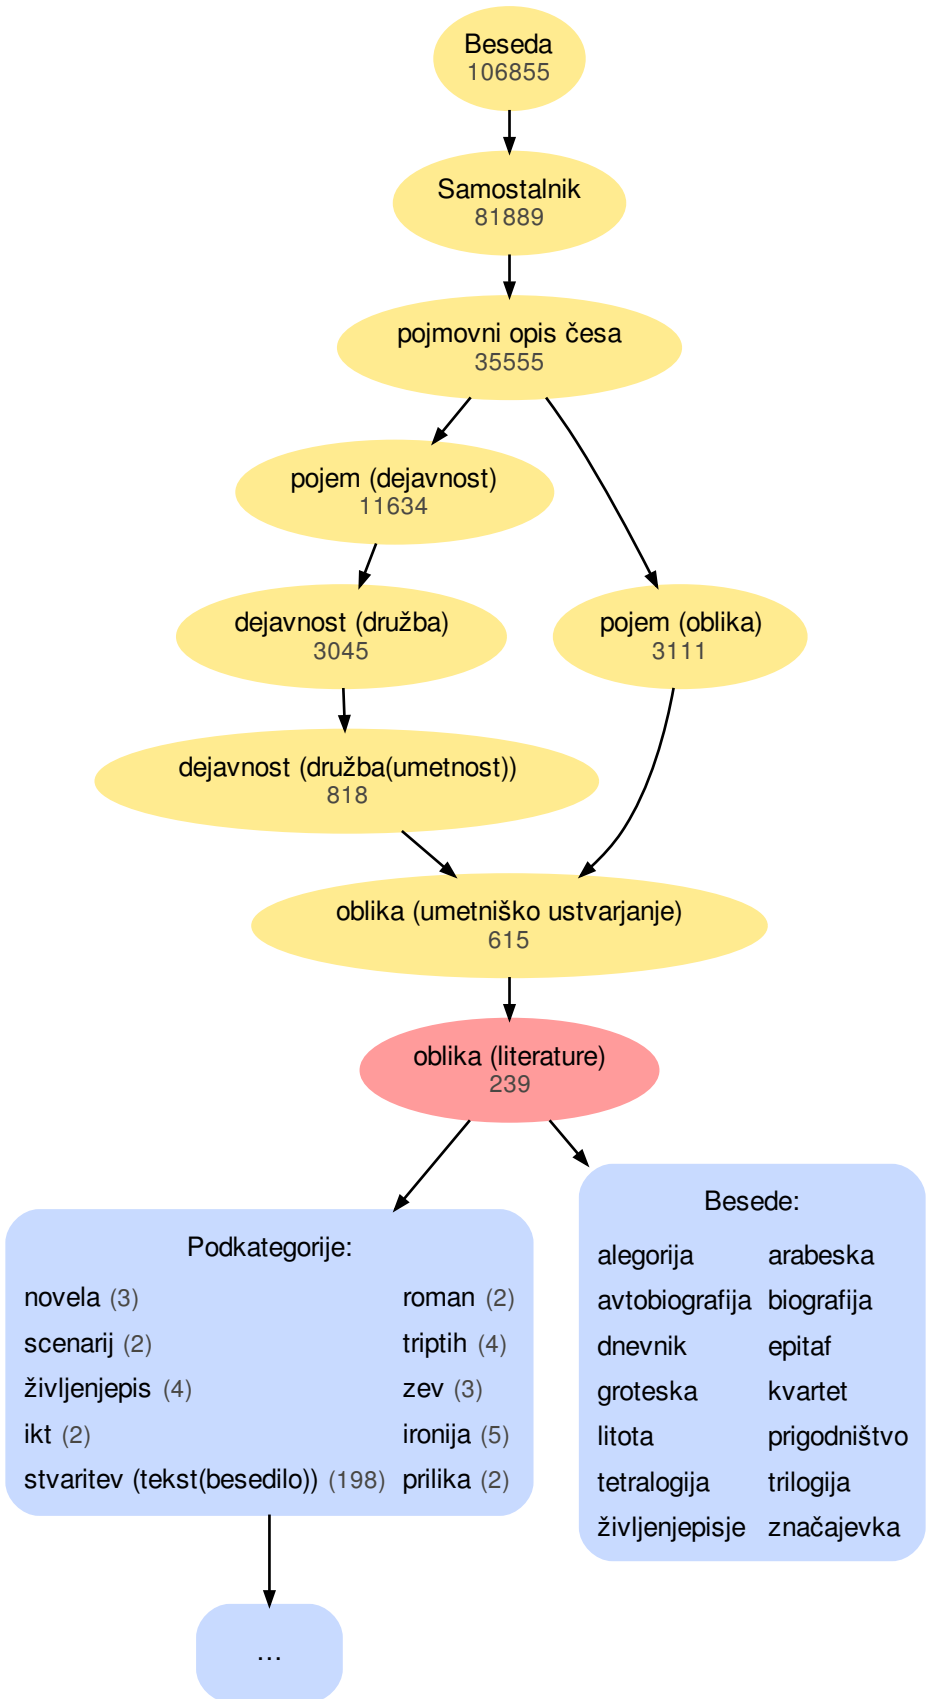 Beseda
106855
Samostalnik
81889
pojmovni opis česa
35555
pojem (dejavnost)
11634
dejavnost (družba)
3045
pojem (oblika)
3111
dejavnost (družba(umetnost))
818
oblika (umetniško ustvarjanje)
615
oblika (literature)
239
Podkategorije:
novela (3) roman (2)
scenarij (2) triptih (4)
življenjepis (4) zev (3)
ikt (2) ironija (5)
stvaritev (tekst(besedilo)) (198) prilika (2)
...
Besede:
alegorija arabeska
avtobiografija biografija
dnevnik epitaf
groteska kvartet
litota prigodništvo
tetralogija trilogija
življenjepisje značajevka